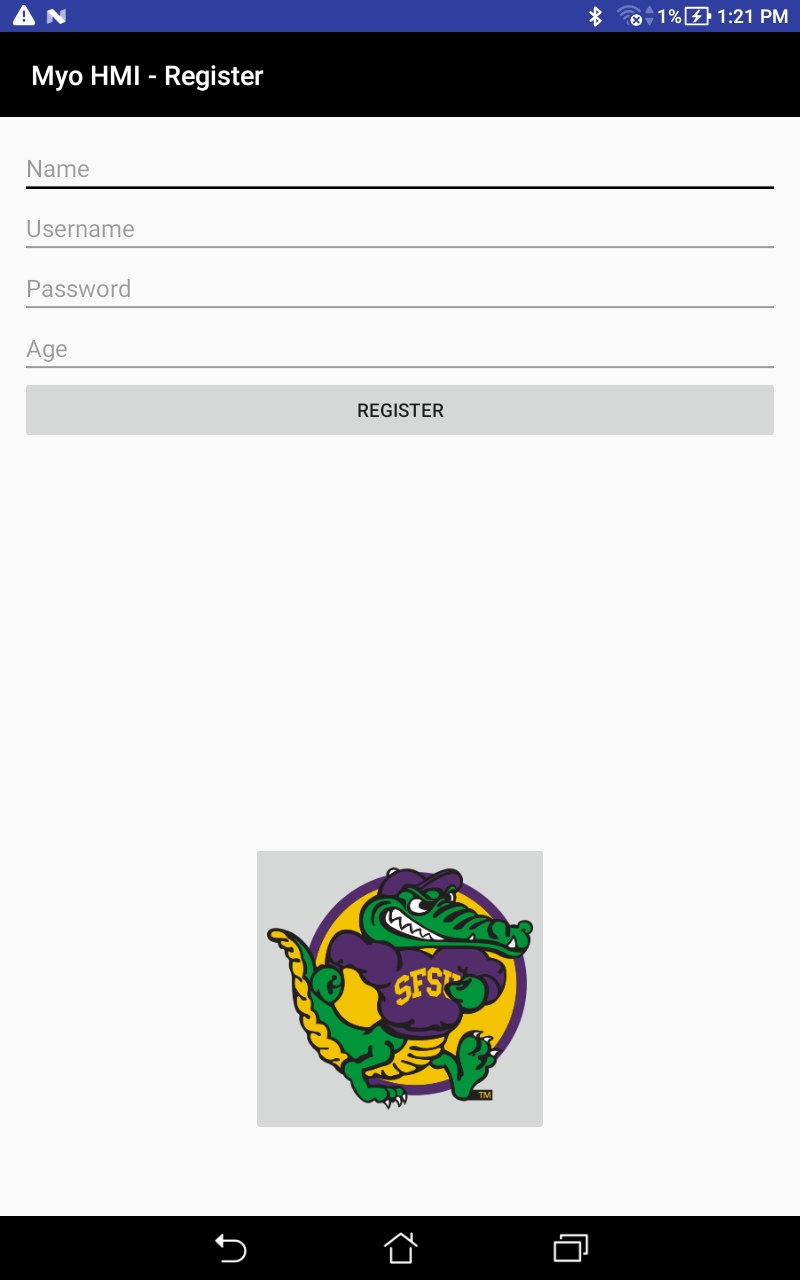 1% 1:21 PM
Myo HMI - Register
Name
Username
Password
Age
REGISTER
SFSU
TM